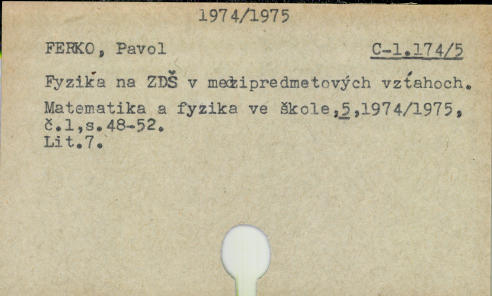 1974/1975
FERKO, Pavol C-1.174/5
Fyzika na ZDŠ v medzipredmetových vzťahoch.
Matematika a fyzika ve škole,5,1974/1975,
č.1,s.48-52.
Lit.7.